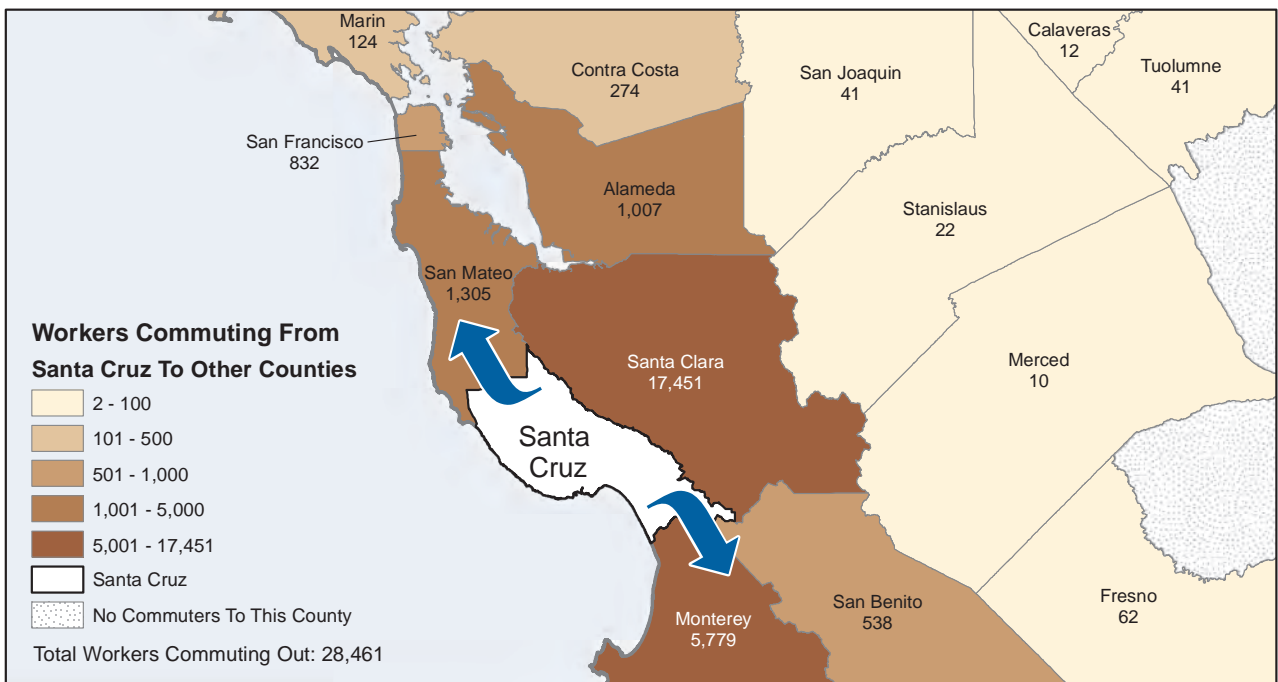 Marin
124
Contra Costa
274
San Joaquin
41
Calaveras
12
Tuolumne
41
San Francisco
832
Alameda
1,007
Stanislaus
22
San Mateo
1,305
Santa Clara
17,451
Merced
10
Santa
Cruz
Monterey
5,779
San Benito
538
Fresno
62
Workers Commuting From
Santa Cruz To Other Counties
2 - 100
101 - 500
501 - 1,000
1,001 - 5,000
5,001 - 17,451
Santa Cruz
No Commuters To This County
Total Workers Commuting Out: 28,461